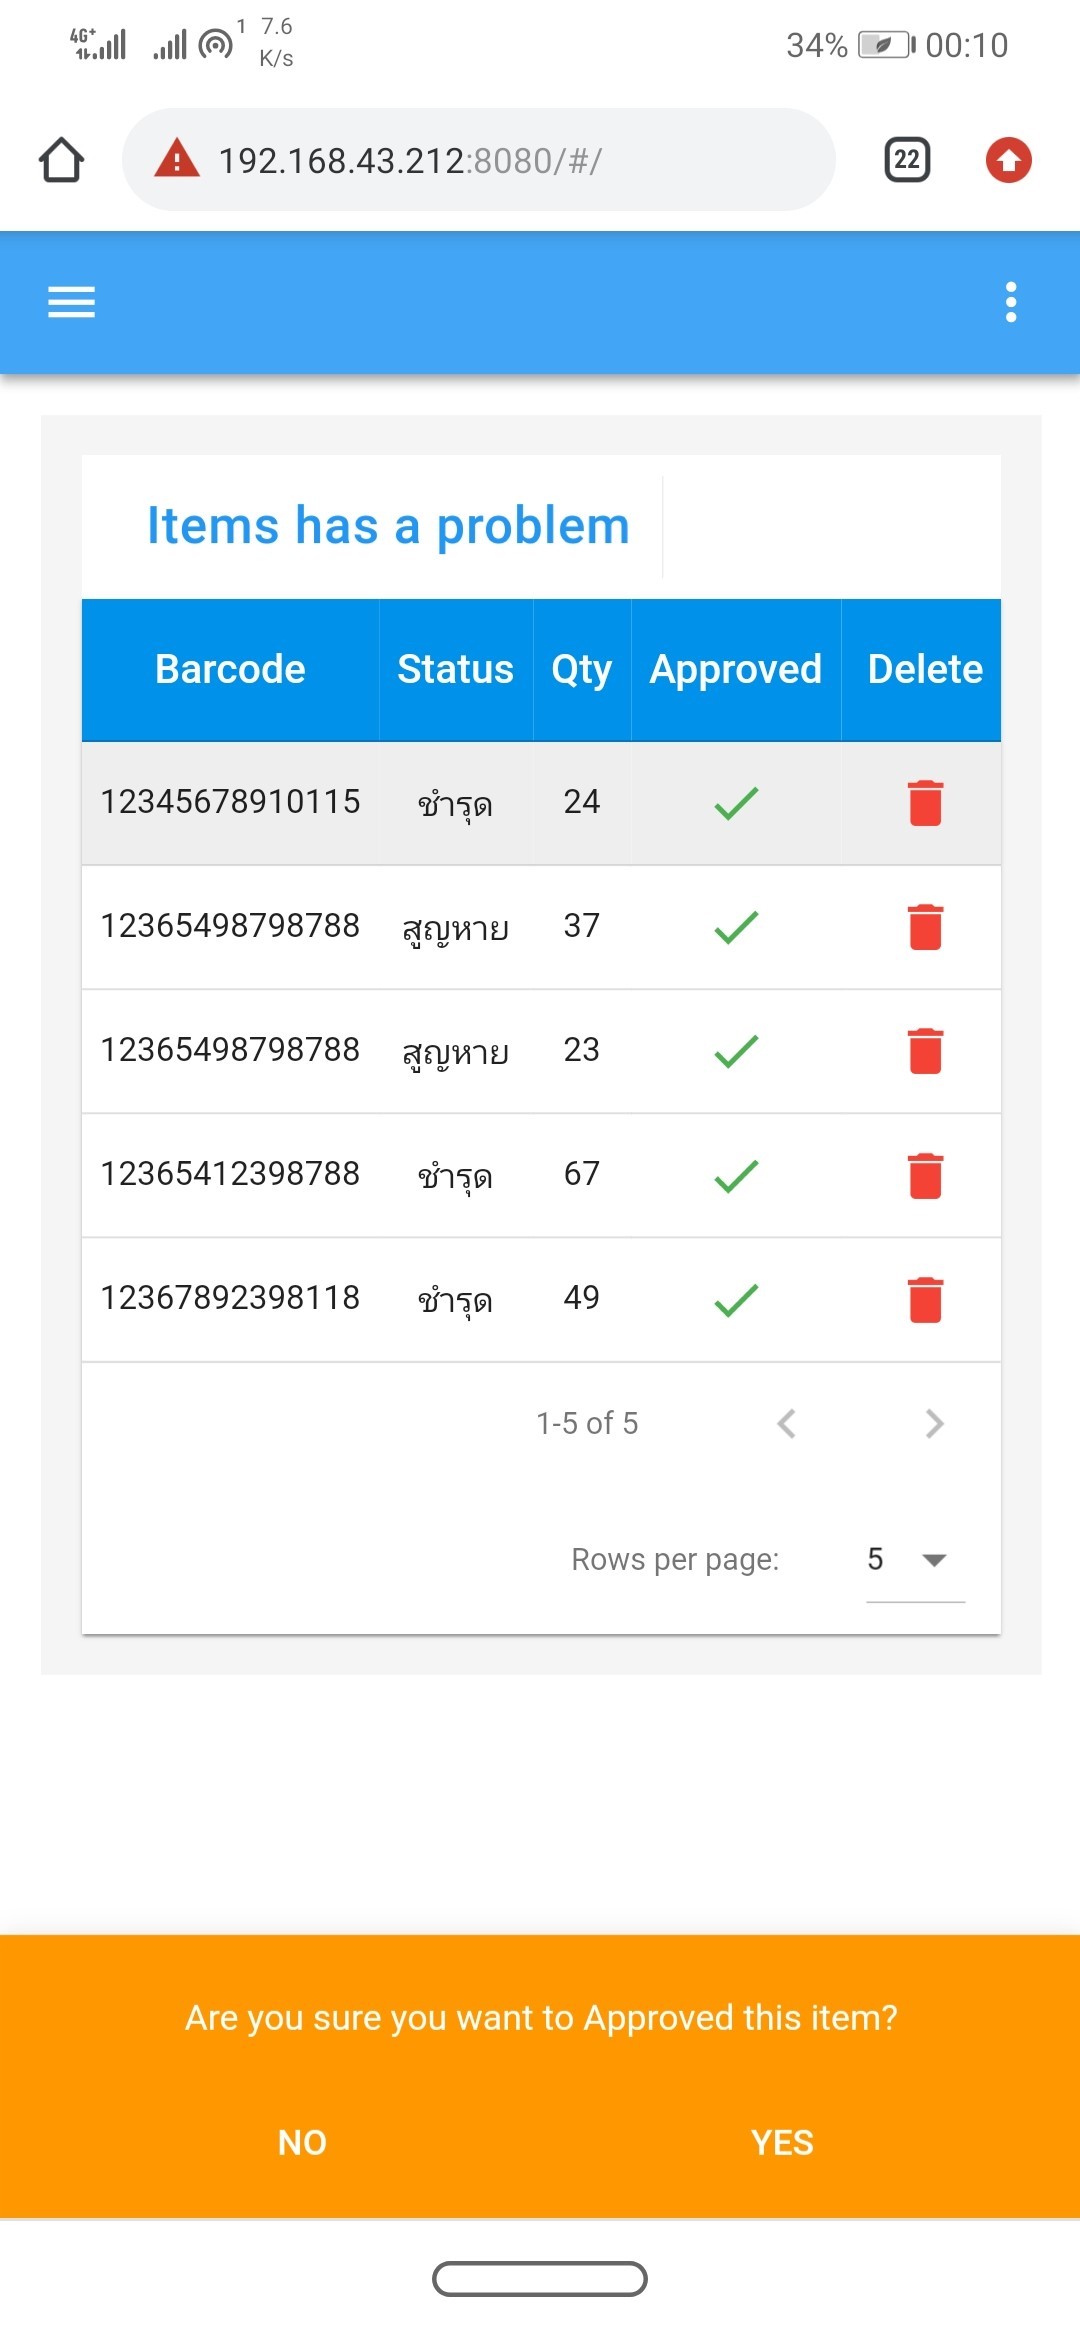 4G+ 1 7.6 K/s 34% 00:10
192.168.43.212:8080/#/ 22
Items has a problem
Barcode Status Qty Approved Delete
12345678910115 ชำรุด 24
12365498798788 สูญหาย 37
12365498798788 สูญหาย 23
12365412398788 ชำรุด 67
12367892398118 ชำรุด 49
1-5 of 5
Rows per page: 5
Are you sure you want to Approved this item?
NO YES